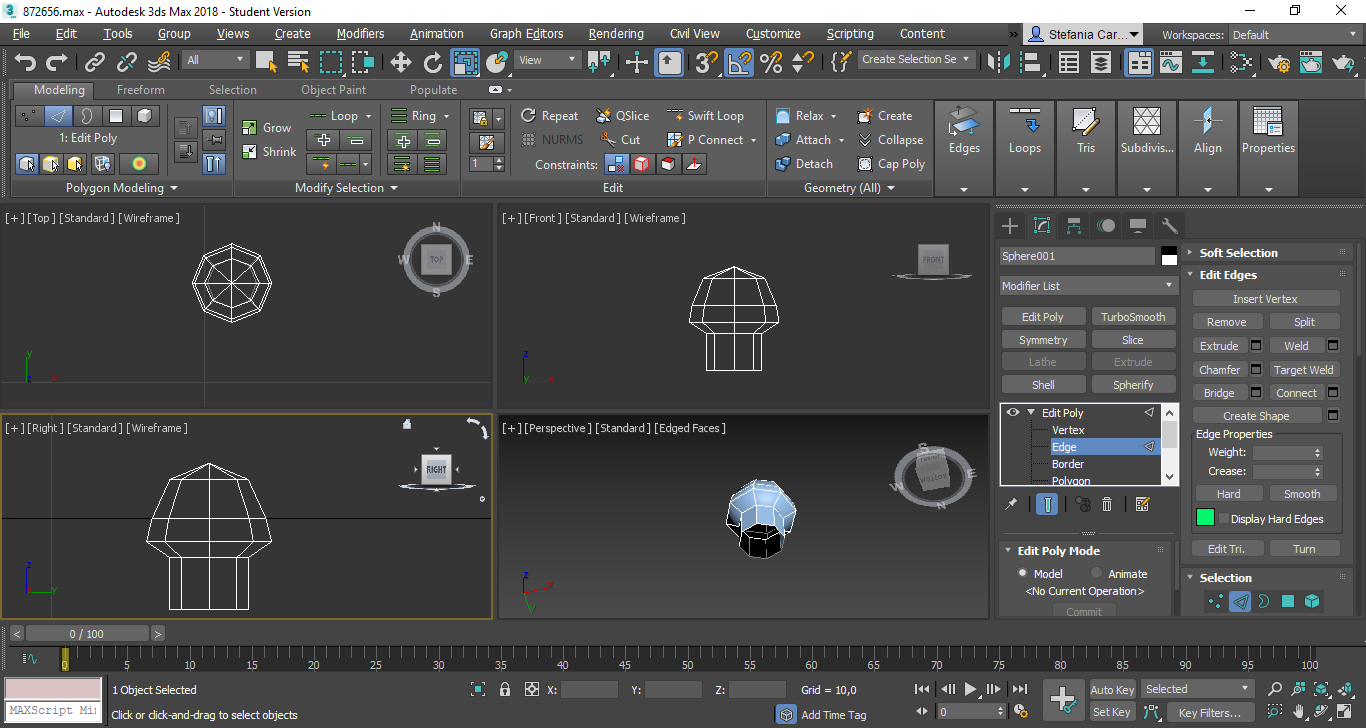 872656.max - Autodesk 3ds Max 2018 - Student Version
File Edit Tools Group Views Create Modifiers Animation Graph Editors Rendering Civil View Customize Scripting Content » Stefania Car... Workspaces: Default
All View 3 Create Selection Se
Modeling Freeform Selection Object Paint Populate
1: Edit Poly
Polygon Modeling
Grow
Shrink
Loop Ring
Modify Selection
1
Repeat QSlice Swift Loop
NURMS Cut P Connect
Constraints:
Edit
Relax Create
Attach Collapse
Detach Cap Poly
Geometry (All)
Edges Loops Tris Subdivis... Align Properties
[+] [Top] [Standard] [Wireframe]
N
W TOP E
S
y
z x
[+] [Front] [Standard] [Wireframe]
FRONT
z
y x
[+] [Right] [Standard] [Wireframe]
RIGHT
z
x y
[+] [Perspective] [Standard] [Edged Faces]
S
W E
N
BOTTOM
z
x
y
Sphere001
Modifier List
Edit Poly TurboSmooth
Symmetry Slice
Lathe Extrude
Shell Spherify
Edit Poly
Vertex
Edge
Border
Polygon
Edit Poly Mode
Model Animate
<No Current Operation>
Commit
Soft Selection
Edit Edges
Insert Vertex
Remove Split
Extrude Weld
Chamfer Target Weld
Bridge Connect
Create Shape
Edge Properties
Weight:
Crease:
Hard Smooth
Display Hard Edges
Edit Tri. Turn
Selection
< 0 / 100 >
0 5 10 15 20 25 30 35 40 45 50 55 60 65 70 75 80 85 90 95 100
MAXScript Mi
1 Object Selected
Click or click-and-drag to select objects
X: Y: Z: Grid = 10,0
Add Time Tag
0
Auto Key Selected
Set Key Key Filters...